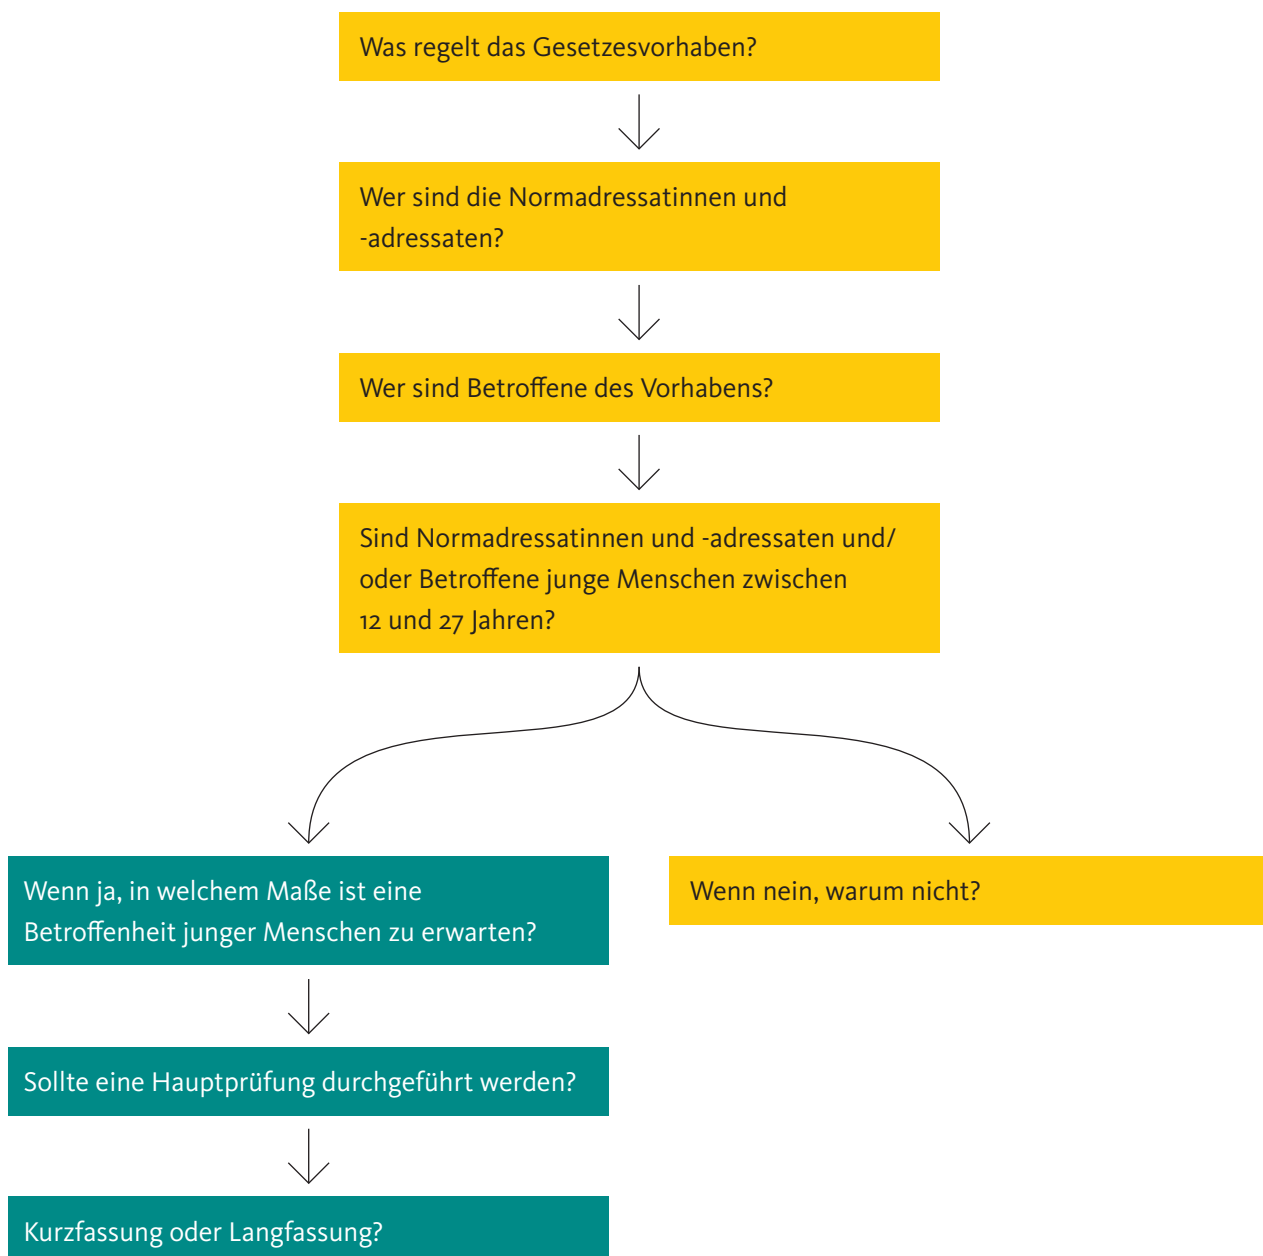 Was regelt das Gesetzesvorhaben?
Wer sind die Normadressatinnen und
-adressaten?
Wer sind Betroffene des Vorhabens?
Sind Normadressatinnen und -adressaten und/
oder Betroffene junge Menschen zwischen
12 und 27 Jahren?
Wenn ja, in welchem Maße ist eine
Betroffenheit junger Menschen zu erwarten?
Wenn nein, warum nicht?
Sollte eine Hauptprüfung durchgeführt werden?
Kurzfassung oder Langfassung?